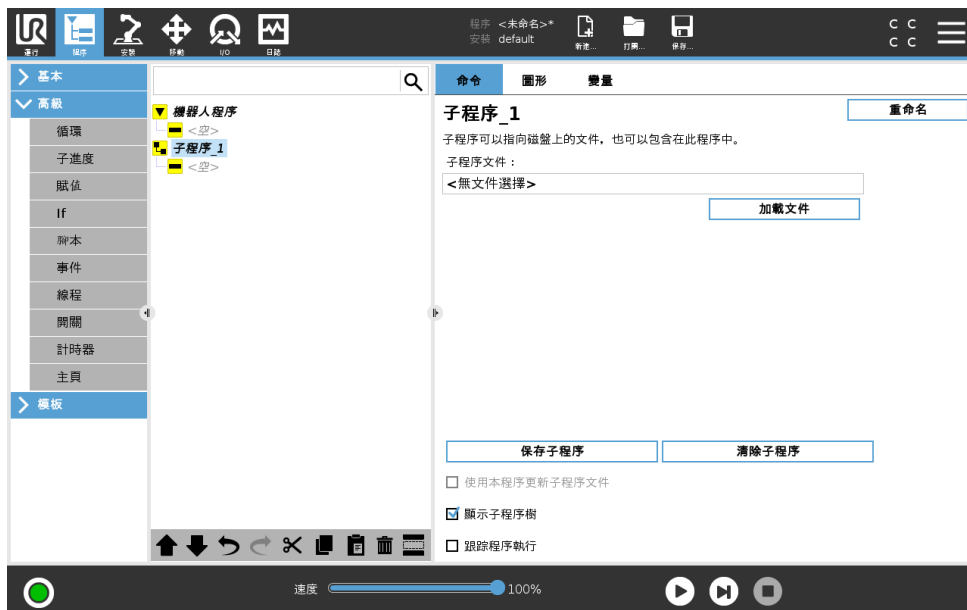 程序 <未命名>*
安裝 default
運行
程序
安裝
移動
I/O
日誌
新建...
打開...
保存...
C C
C C
基本
高級
循環
子進度
賦值
If
腳本
事件
線程
開關
計時器
主頁
模板
機器人程序
<空>
子程序_1
<空>
命令
圖形
變量
子程序_1
重命名
子程序可以指向磁盤上的文件，也可以包含在此程序中。
子程序文件：
<無文件選擇>
加載文件
保存子程序
清除子程序
使用本程序更新子程序文件
顯示子程序樹
跟踪程序執行
速度
100%